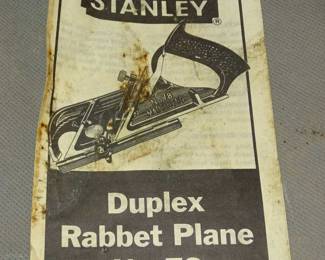 STANLEY
®
Duplex
Rabbet Plane